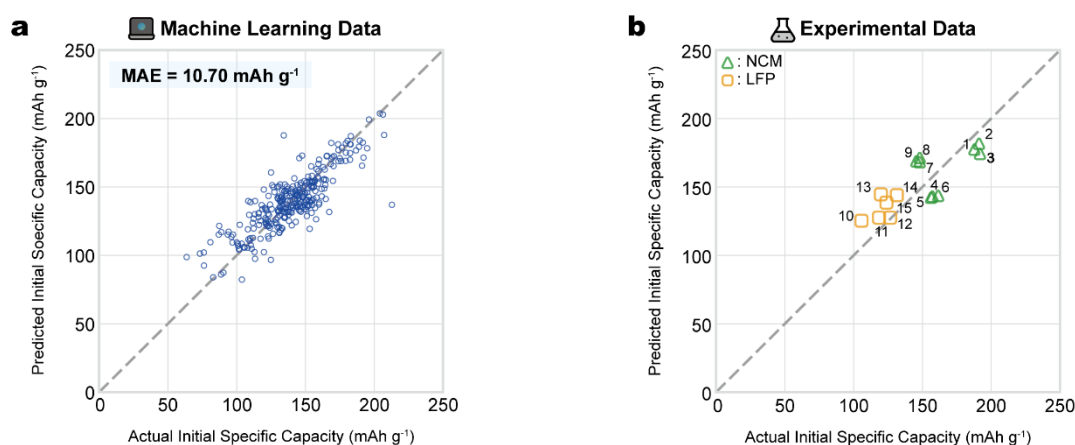 a
Machine Learning Data
250
200
150
100
50
0
MAE = 10.70 mAh g⁻¹
Predicted Initial Soecific Capacity (mAh g⁻¹)
0 50 100 150 200 250
Actual Initial Specific Capacity (mAh g⁻¹)
b
Experimental Data
250
200
150
100
50
0
: NCM
: LFP
Predicted Initial Specific Capacity (mAh g⁻¹)
2
1
3
9 8
7
13 14 4 6
5
10 15
11 12
0 50 100 150 200 250
Actual Initial Specific Capacity (mAh g⁻¹)